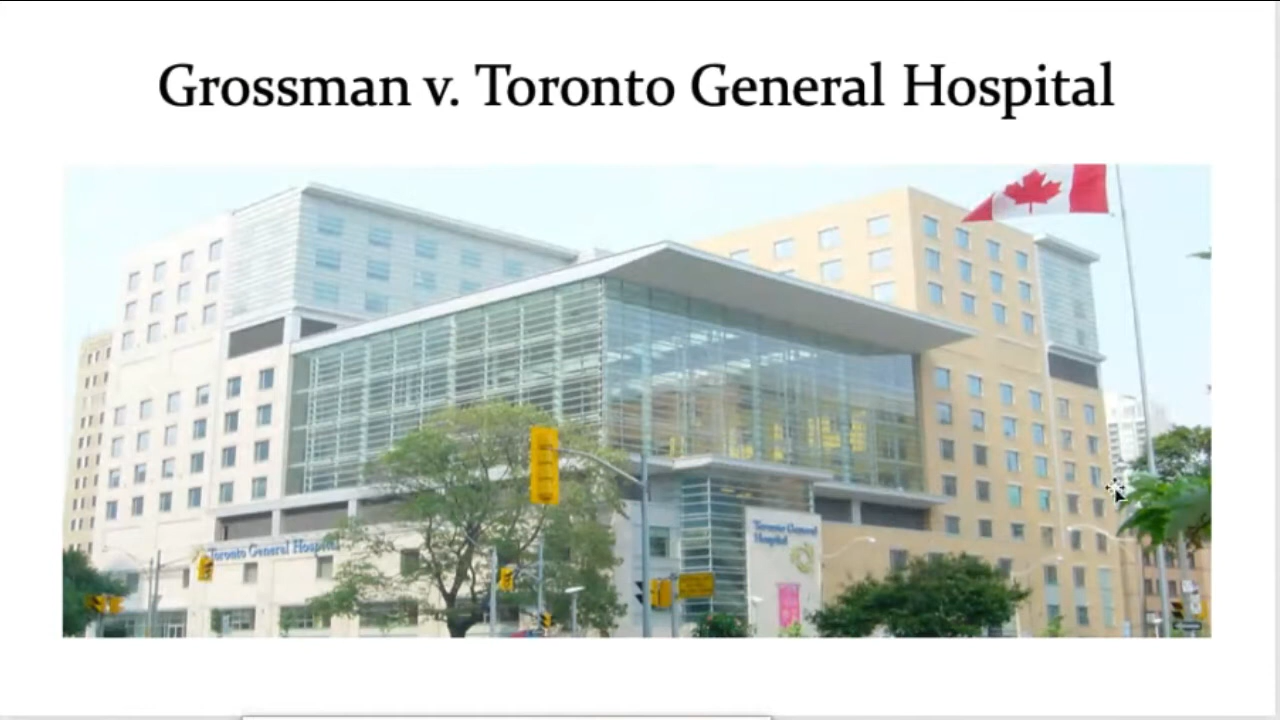 Grossman v. Toronto General Hospital
Toronto General Hospital
Toronto General
Hospital